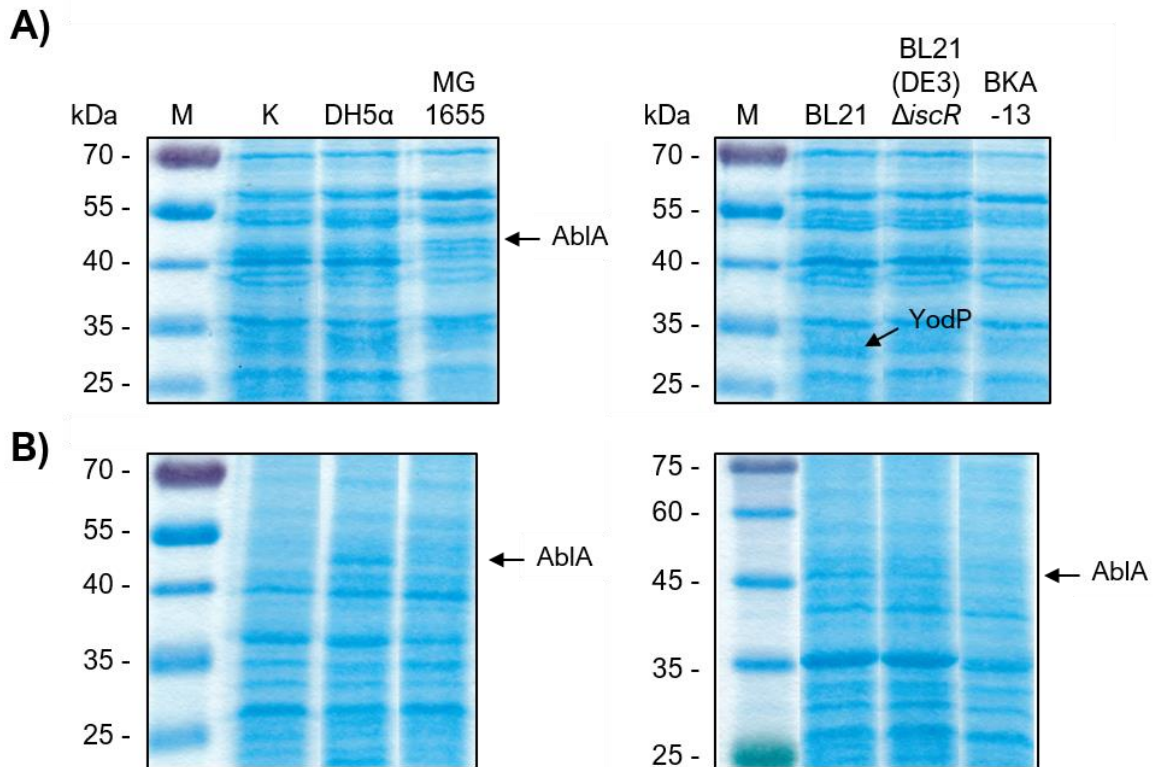 A)
kDa M K DH5α MG 1655
70 -
55 -
AblA
40 -
35 -
25 -
kDa M BL21 BL21 (DE3) ΔiscR BKA -13
70 -
55 -
40 -
35 -
YodP
25 -
B)
70 -
55 -
AblA
40 -
35 -
25 -
75 -
60 -
45 -
AblA
35 -
25 -